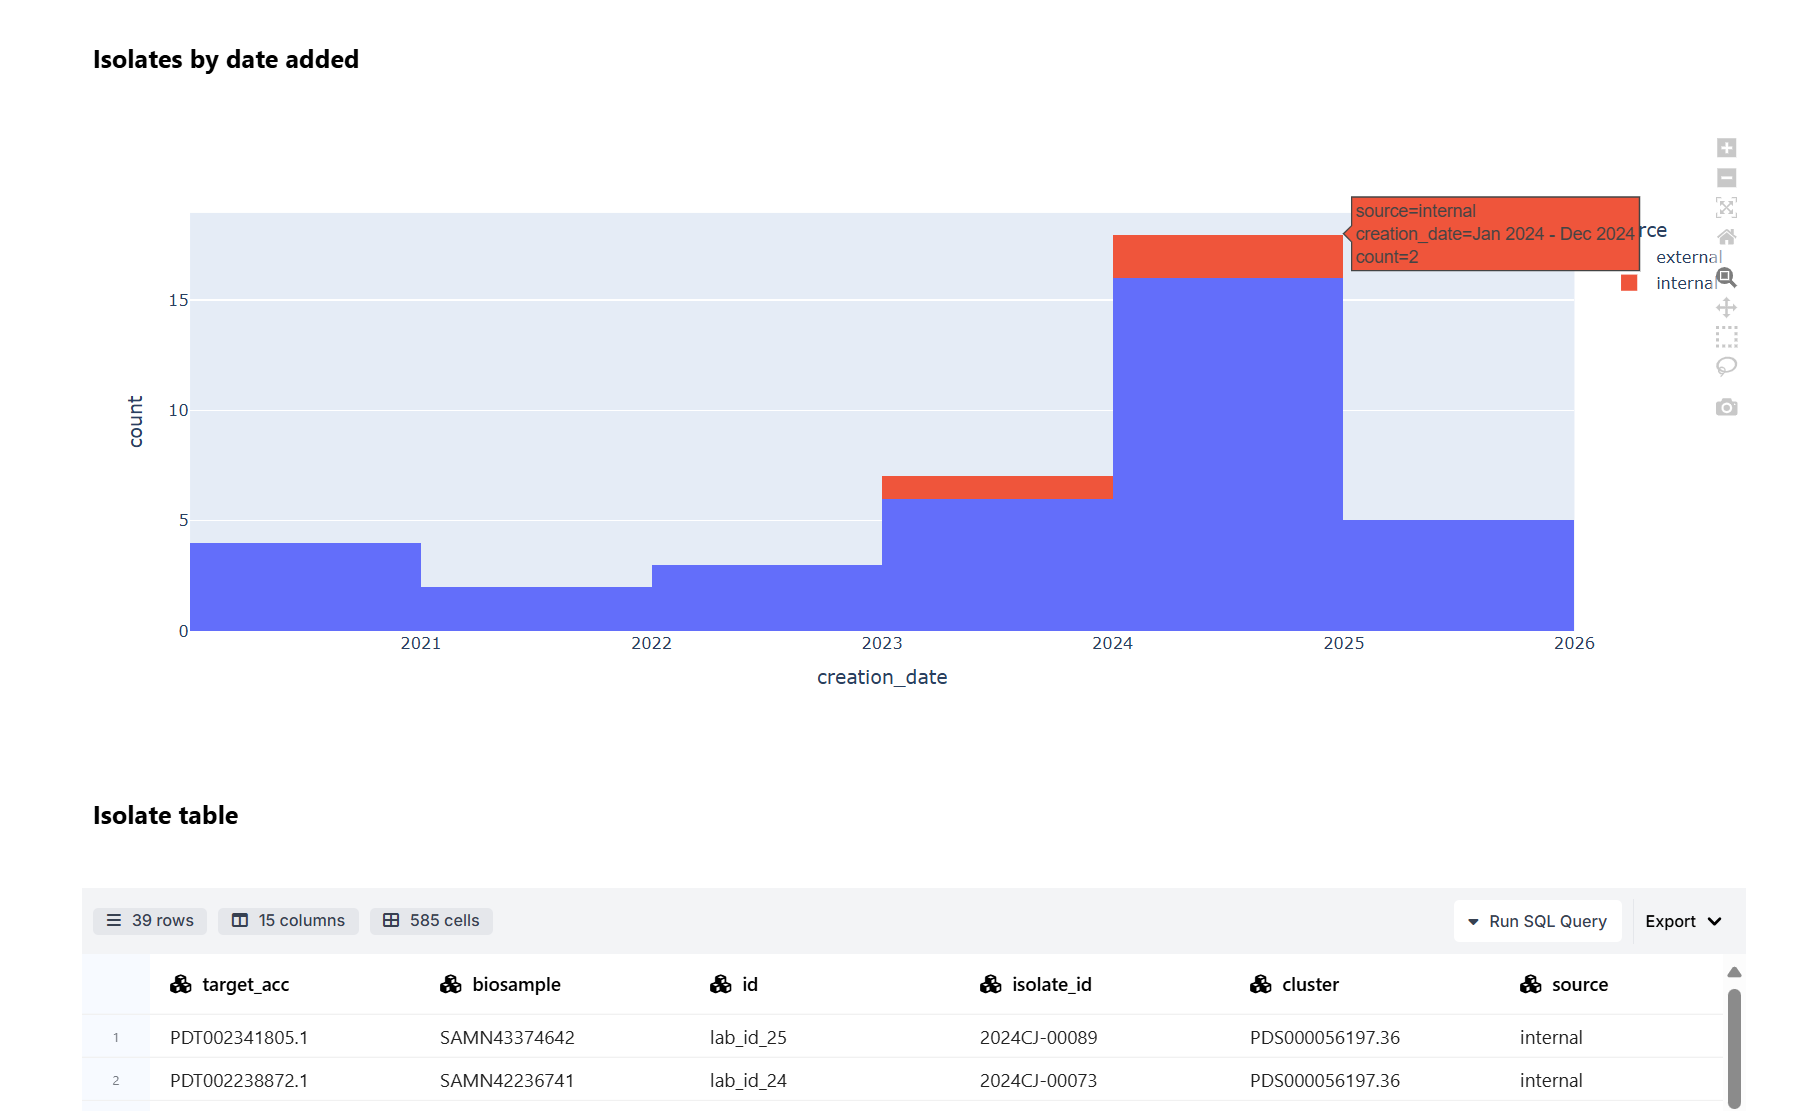 Isolates by date added
source=internal
creation_date=Jan 2024 - Dec 2024
count=2
rce
external
internal
15
10
5
0
count
2021 2022 2023 2024 2025 2026
creation_date
Isolate table
39 rows 15 columns 585 cells Run SQL Query Export
target_acc biosample id isolate_id cluster source
1 PDT002341805.1 SAMN43374642 lab_id_25 2024CJ-00089 PDS000056197.36 internal
2 PDT002238872.1 SAMN42236741 lab_id_24 2024CJ-00073 PDS000056197.36 internal